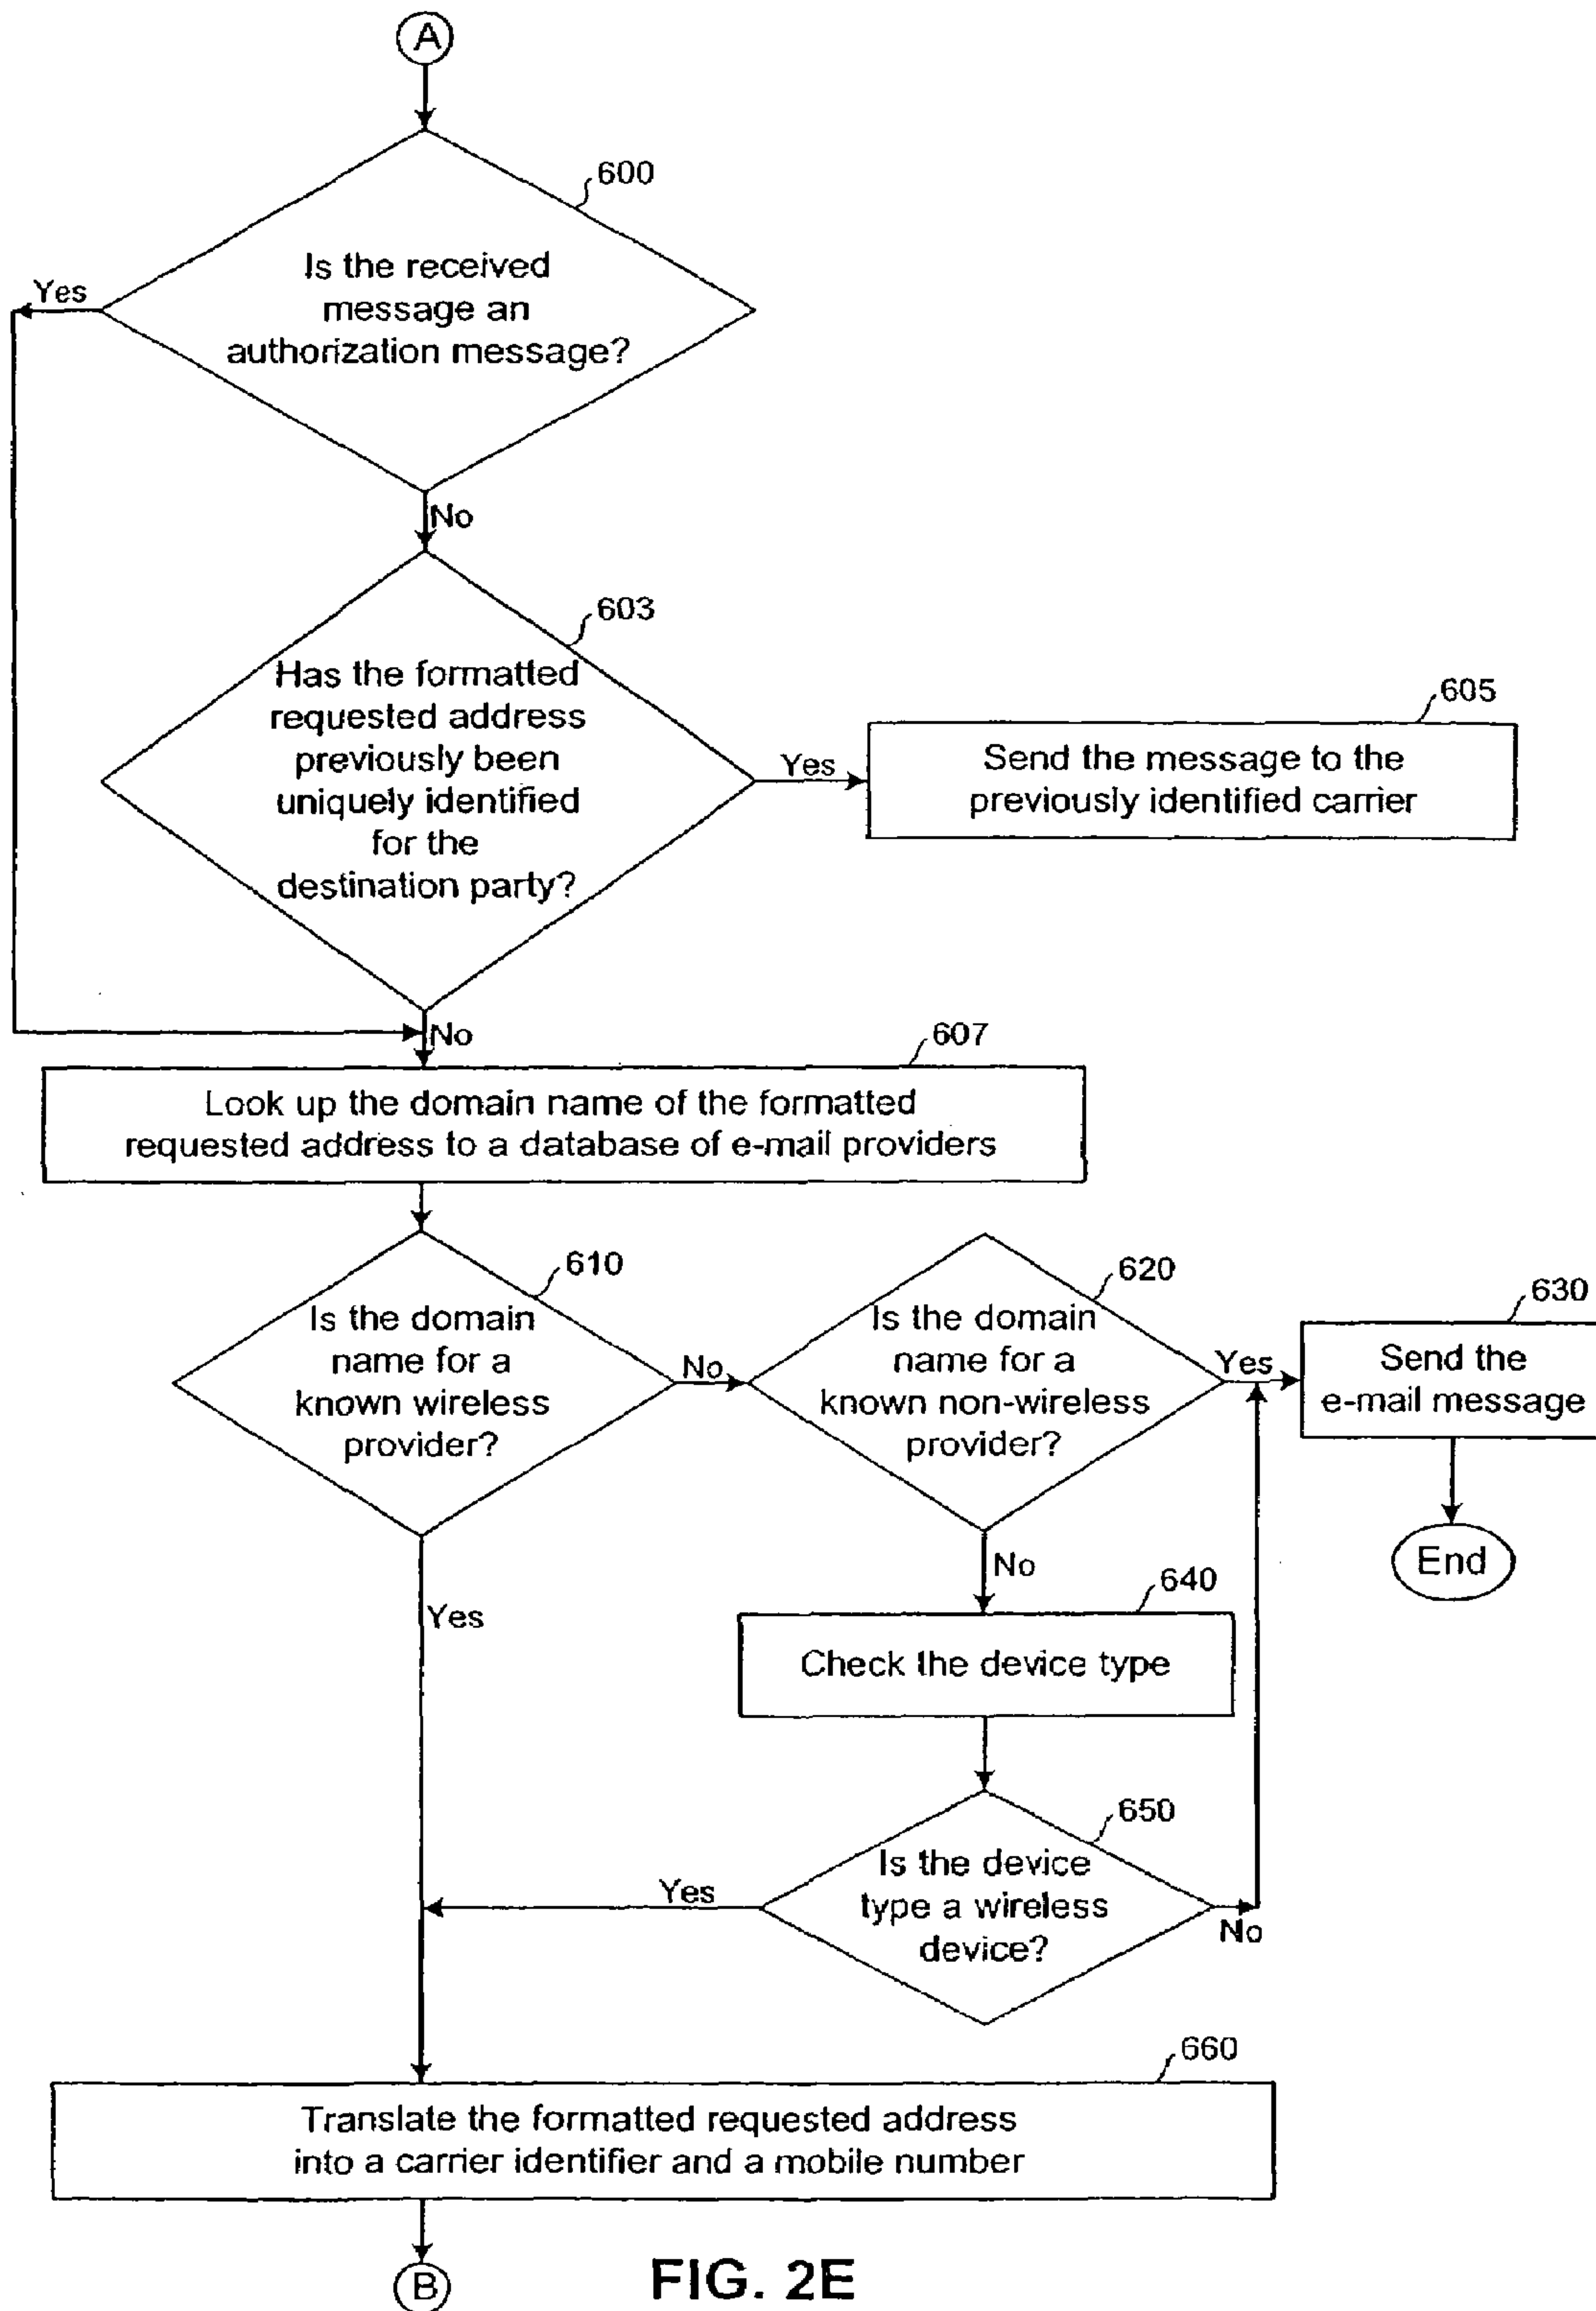 A
600
Is the received
message an
authorization message?
Yes
No
603
Has the formatted
requested address
previously been
uniquely identified
for the
destination party?
Yes
605
Send the message to the
previously identified carrier
No
607
Look up the domain name of the formatted
requested address to a database of e-mail providers
610
Is the domain
name for a
known wireless
provider?
No
620
Is the domain
name for a
known non-wireless
provider?
Yes
630
Send the
e-mail message
End
No
Yes
640
Check the device type
650
Is the device
type a wireless
device?
Yes
No
660
Translate the formatted requested address
into a carrier identifier and a mobile number
B
FIG. 2E